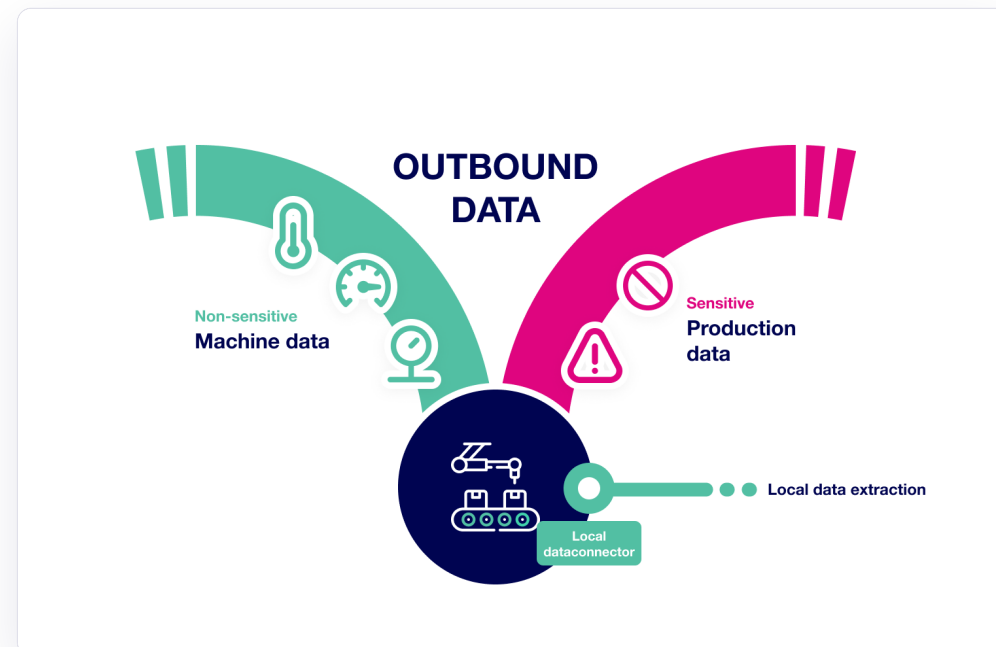 OUTBOUND
DATA
Non-sensitive
Machine data
Sensitive
Production
data
Local data extraction
Local
dataconnector